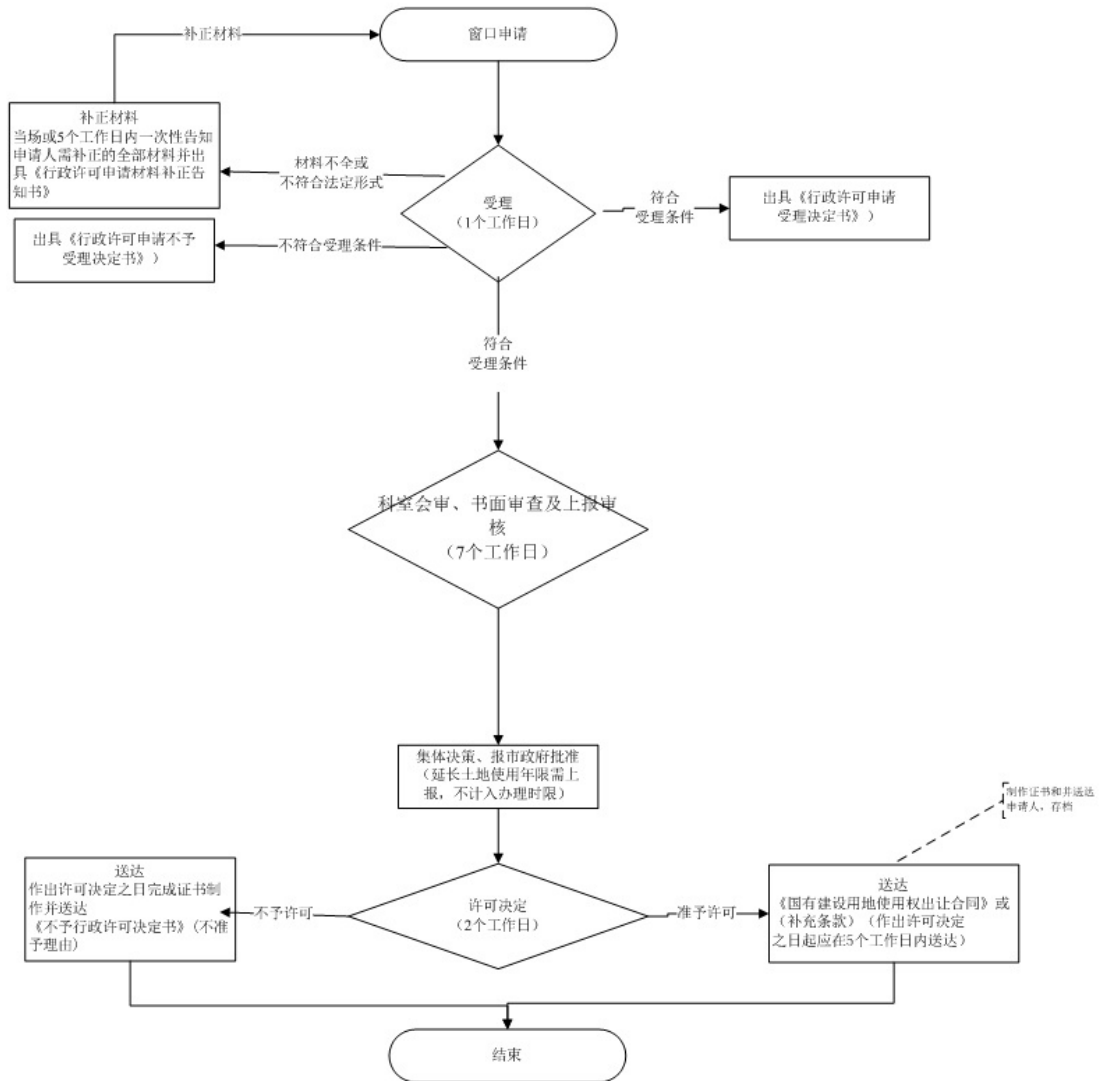 补正材料
窗口申请
补正材料
当场或5个工作日内一次性告知
申请人需补正的全部材料并出
具《行政许可申请材料补正告
知书》
材料不全或
不符合法定形式
受理
（1个工作日）
符合
受理条件
出具《行政许可申请
受理决定书》）
出具《行政许可申请不予
受理决定书》）
不符合受理条件
符合
受理条件
科室会审、书面审查及上报审
核
（7个工作日）
集体决策、报市政府批准
（延长土地使用年限需上
报，不计入办理时限）
制作证书和并送达
申请人，存档
送达
作出许可决定之日完成证书制
作并送达
《不予行政许可决定书》(不准
予理由)
不予许可
许可决定
（2个工作日）
准予许可
送达
《国有建设用地使用权出让合同》或
（补充条款）（作出许可决定
之日起应在5个工作日内送达）
结束